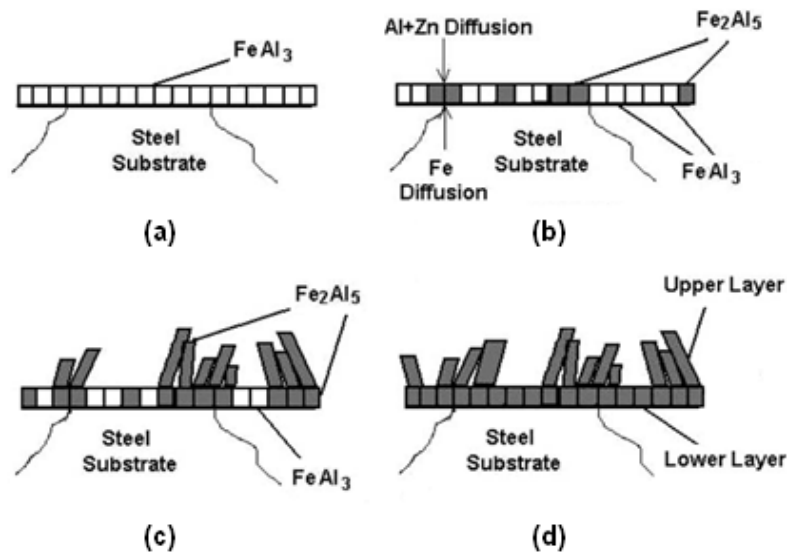 FeAl3
Steel
Substrate
(a)
Al+Zn Diffusion
Fe2Al5
Steel
Substrate
Fe
Diffusion
FeAl3
(b)
Fe2Al5
Steel
Substrate
FeAl3
(c)
Upper Layer
Steel
Substrate
Lower Layer
(d)